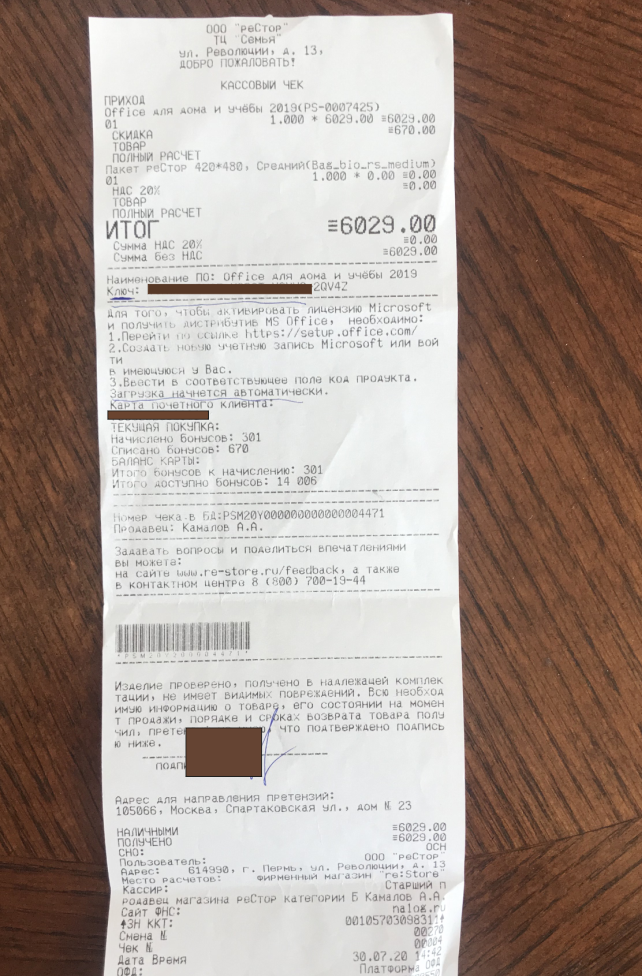 ООО "реСтор"
ТЦ "Семья"
ул. Революции, д. 13,
ДОБРО ПОЖАЛОВАТЬ!
КАССОВЫЙ ЧЕК
ПРИХОД
Office для дома и учёбы 2019(PS-0007425)
01 1.000 * 6029.00 ≡6029.00
СКИДКА ≡670.00
ТОВАР
ПОЛНЫЙ РАСЧЕТ
Пакет реСтор 420*480, Средний(Bag_bio_rs_medium)
01 1.000 * 0.00 ≡0.00
НДС 20% ≡0.00
ТОВАР
ПОЛНЫЙ РАСЧЕТ
ИТОГ ≡6029.00
Сумма НДС 20% ≡0.00
Сумма без НДС ≡6029.00
Наименование ПО: Office для дома и учёбы 2019
Ключ: 2QV4Z
Для того, чтобы активировать лицензию Microsoft
и получить дистрибутив MS Office, необходимо:
1.Перейти по ссылке https://setup.office.com/
2.Создать новую учетную запись Microsoft или вой
ти
в имеющуюся у Вас.
3.Ввести в соответствующее поле код продукта.
Загрузка начнется автоматически.
Карта почетного клиента:
ТЕКУЩАЯ ПОКУПКА:
Начислено бонусов: 301
Списано бонусов: 670
БАЛАНС КАРТЫ:
Итого бонусов к начислению: 301
Итого доступно бонусов: 14 006
Номер чека в БД:PSM20Y000000000000004471
Продавец: Камалов А.А.
Задавать вопросы и поделиться впечатлениями
вы можете:
на сайте www.re-store.ru/feedback, а также
в контактном центре 8 (800) 700-19-44
Изделие проверено, получено в надлежащей комплек
тации, не имеет видимых повреждений. Всю необход
имую информацию о товаре, его состоянии на момен
т продажи, порядке и сроках возврата товара полу
чил, что подтверждено подпись
ю ниже.
Адрес для направления претензий:
105066, Москва, Спартаковская ул., дом № 23
НАЛИЧНЫМИ ≡6029.00
ПОЛУЧЕНО ≡6029.00
СНО: ОСН
Пользователь: ООО "реСтор"
Адрес: 614990, г. Пермь, ул. Революции, д. 13
Место расчетов: фирменный магазин "re:Store"
Кассир: Старший п
родавец магазина реСтор категории Б Камалов А.А.
Сайт ФНС: nalog.ru
ЗН ККТ:
Смена № 00270
Чек № 00004
Дата Время 30.07.20 14:42
ОФД: Платформа ОФД